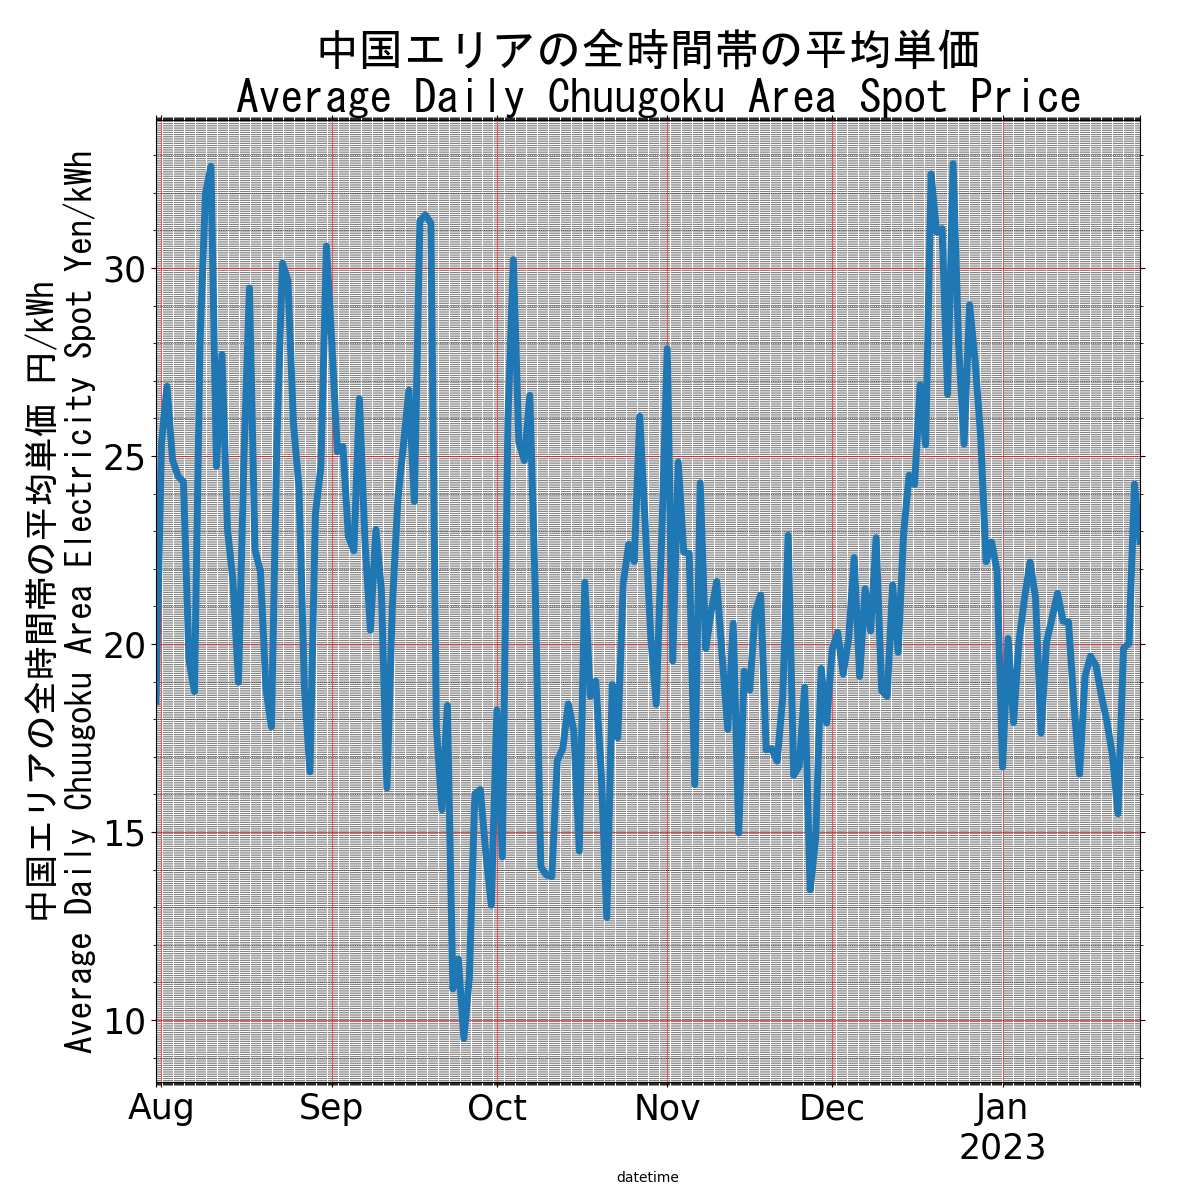 中国エリアの全時間帯の平均単価
Average Daily Chuugoku Area Spot Price
中国エリアの全時間帯の平均単価 円/kWh
Average Daily Chuugoku Area Electricity Spot Yen/kWh
30
25
20
15
10
Aug Sep Oct Nov Dec Jan
2023
datetime